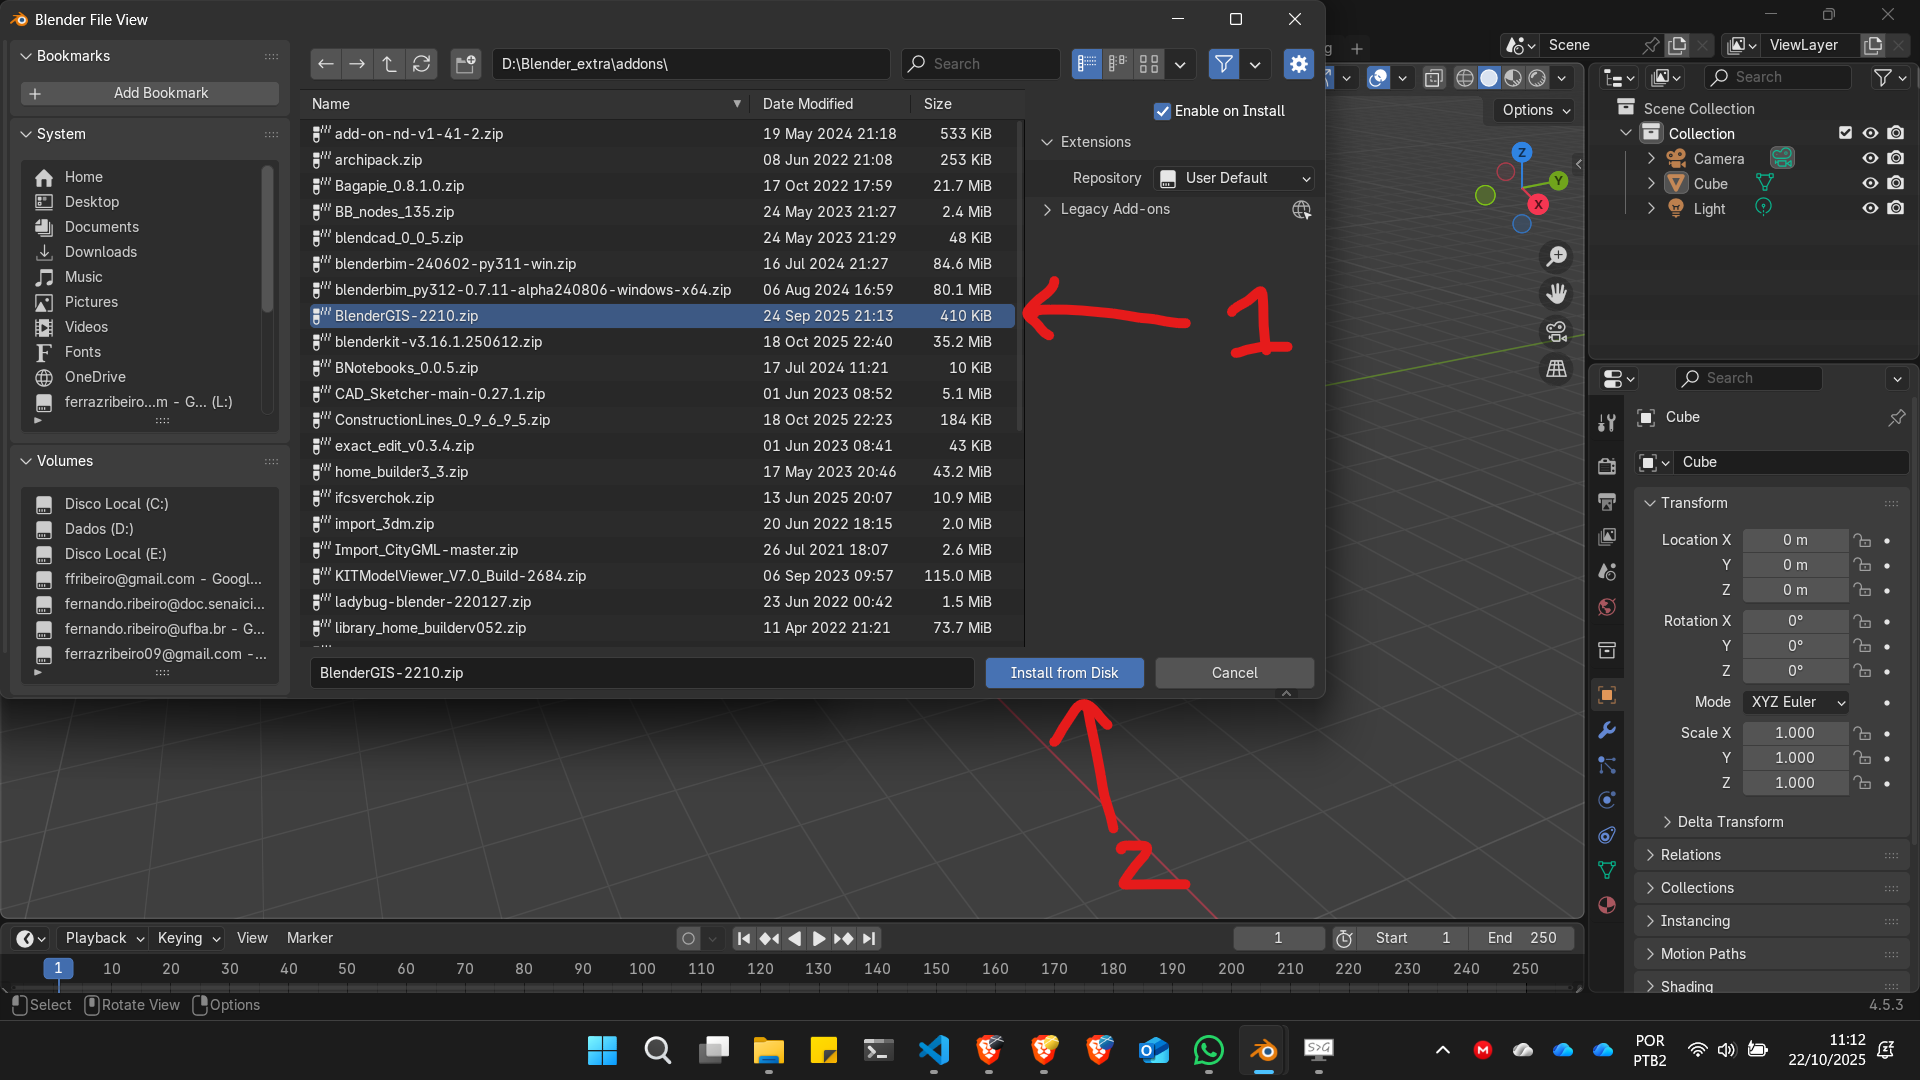 Blender File View
Bookmarks
Add Bookmark
System
Home
Desktop
Documents
Downloads
Music
Pictures
Videos
Fonts
OneDrive
ferrazribeiro...m - G... (L:)
Volumes
Disco Local (C:)
Dados (D:)
Disco Local (E:)
ffribeiro@gmail.com - Googl...
fernando.ribeiro@doc.senaici...
fernando.ribeiro@ufba.br - G...
ferrazribeiro09@gmail.com -...
D:\Blender_extra\addons\
Search
Name Date Modified Size
add-on-nd-v1-41-2.zip 19 May 2024 21:18 533 KiB
archipack.zip 08 Jun 2022 21:08 253 KiB
Bagapie_0.8.1.0.zip 17 Oct 2022 17:59 21.7 MiB
BB_nodes_135.zip 24 May 2023 21:27 2.4 MiB
blendcad_0_0_5.zip 24 May 2023 21:29 48 KiB
blenderbim-240602-py311-win.zip 16 Jul 2024 21:27 84.6 MiB
blenderbim_py312-0.7.11-alpha240806-windows-x64.zip 06 Aug 2024 16:59 80.1 MiB
BlenderGIS-2210.zip 24 Sep 2025 21:13 410 KiB
blenderkit-v3.16.1.250612.zip 18 Oct 2025 22:40 35.2 MiB
BNotebooks_0.0.5.zip 17 Jul 2024 11:21 10 KiB
CAD_Sketcher-main-0.27.1.zip 01 Jun 2023 08:52 5.1 MiB
ConstructionLines_0_9_6_9_5.zip 18 Oct 2025 22:23 184 KiB
exact_edit_v0.3.4.zip 01 Jun 2023 08:41 43 KiB
home_builder3_3.zip 17 May 2023 20:46 43.2 MiB
ifcsverchok.zip 13 Jun 2025 20:07 10.9 MiB
import_3dm.zip 20 Jun 2022 18:15 2.0 MiB
Import_CityGML-master.zip 26 Jul 2021 18:07 2.6 MiB
KITModelViewer_V7.0_Build-2684.zip 06 Sep 2023 09:57 115.0 MiB
ladybug-blender-220127.zip 23 Jun 2022 00:42 1.5 MiB
library_home_builderv052.zip 11 Apr 2022 21:21 73.7 MiB
BlenderGIS-2210.zip
Install from Disk
Cancel
Enable on Install
Extensions
Repository User Default
Legacy Add-ons
1
2
Scene
ViewLayer
Options
Z
Y
X
Search
Scene Collection
Collection
Camera
Cube
Light
Search
Cube
Cube
Transform
Location X 0 m
Y 0 m
Z 0 m
Rotation X 0°
Y 0°
Z 0°
Mode XYZ Euler
Scale X 1.000
Y 1.000
Z 1.000
Delta Transform
Relations
Collections
Instancing
Motion Paths
Shading
Playback Keying View Marker
1 Start 1 End 250
1 10 20 30 40 50 60 70 80 90 100 110 120 130 140 150 160 170 180 190 200 210 220 230 240 250
Select Rotate View Options
4.5.3
S>G
M
POR
PTB2
11:12
22/10/2025